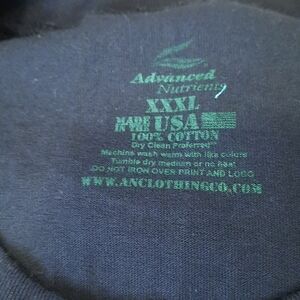 Advanced
Nutrients
XXXL
MADE IN THE USA
100% COTTON
Dry Clean Preferred
Machine wash warm with like colors
Tumble dry medium or no heat
DO NOT IRON OVER PRINT AND LOGO
WWW.ANCLOTHINGCO.COM